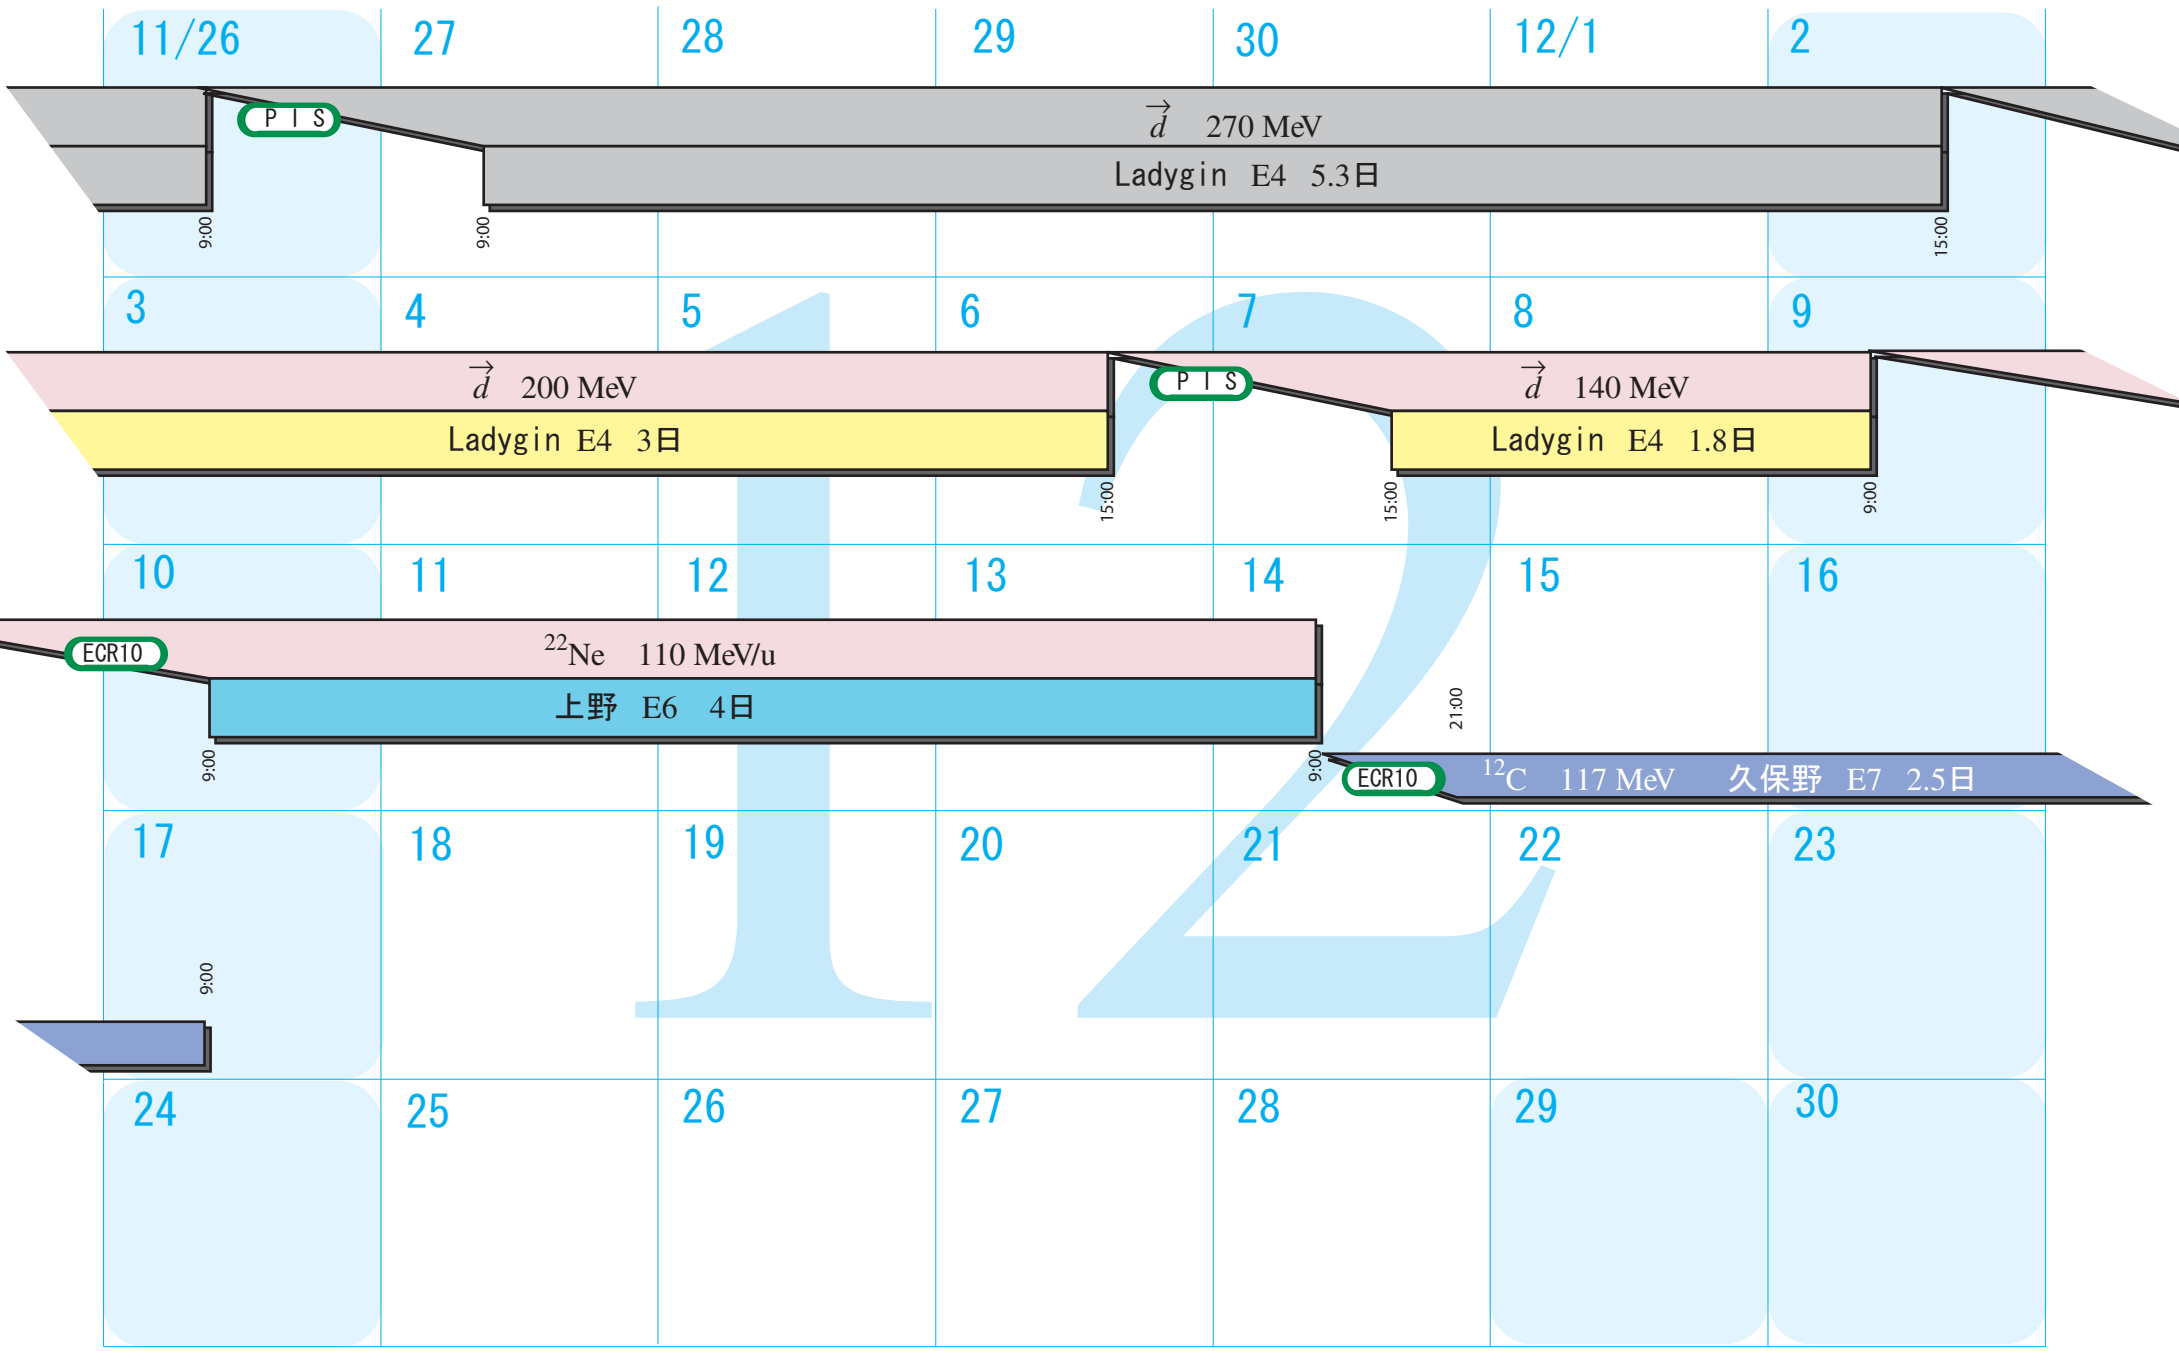 11/26 27 28 29 30 12/1 2
P I S
d⃗ 270 MeV
Ladygin E4 5.3日
9:00 9:00 15:00
3 4 5 6 7 8 9
d⃗ 200 MeV
P I S
d⃗ 140 MeV
Ladygin E4 3日
Ladygin E4 1.8日
15:00 15:00 9:00
10 11 12 13 14 15 16
ECR10
²²Ne 110 MeV/u
上野 E6 4日
21:00
9:00 9:00
ECR10
¹²C 117 MeV 久保野 E7 2.5日
17 18 19 20 21 22 23
9:00
24 25 26 27 28 29 30
12